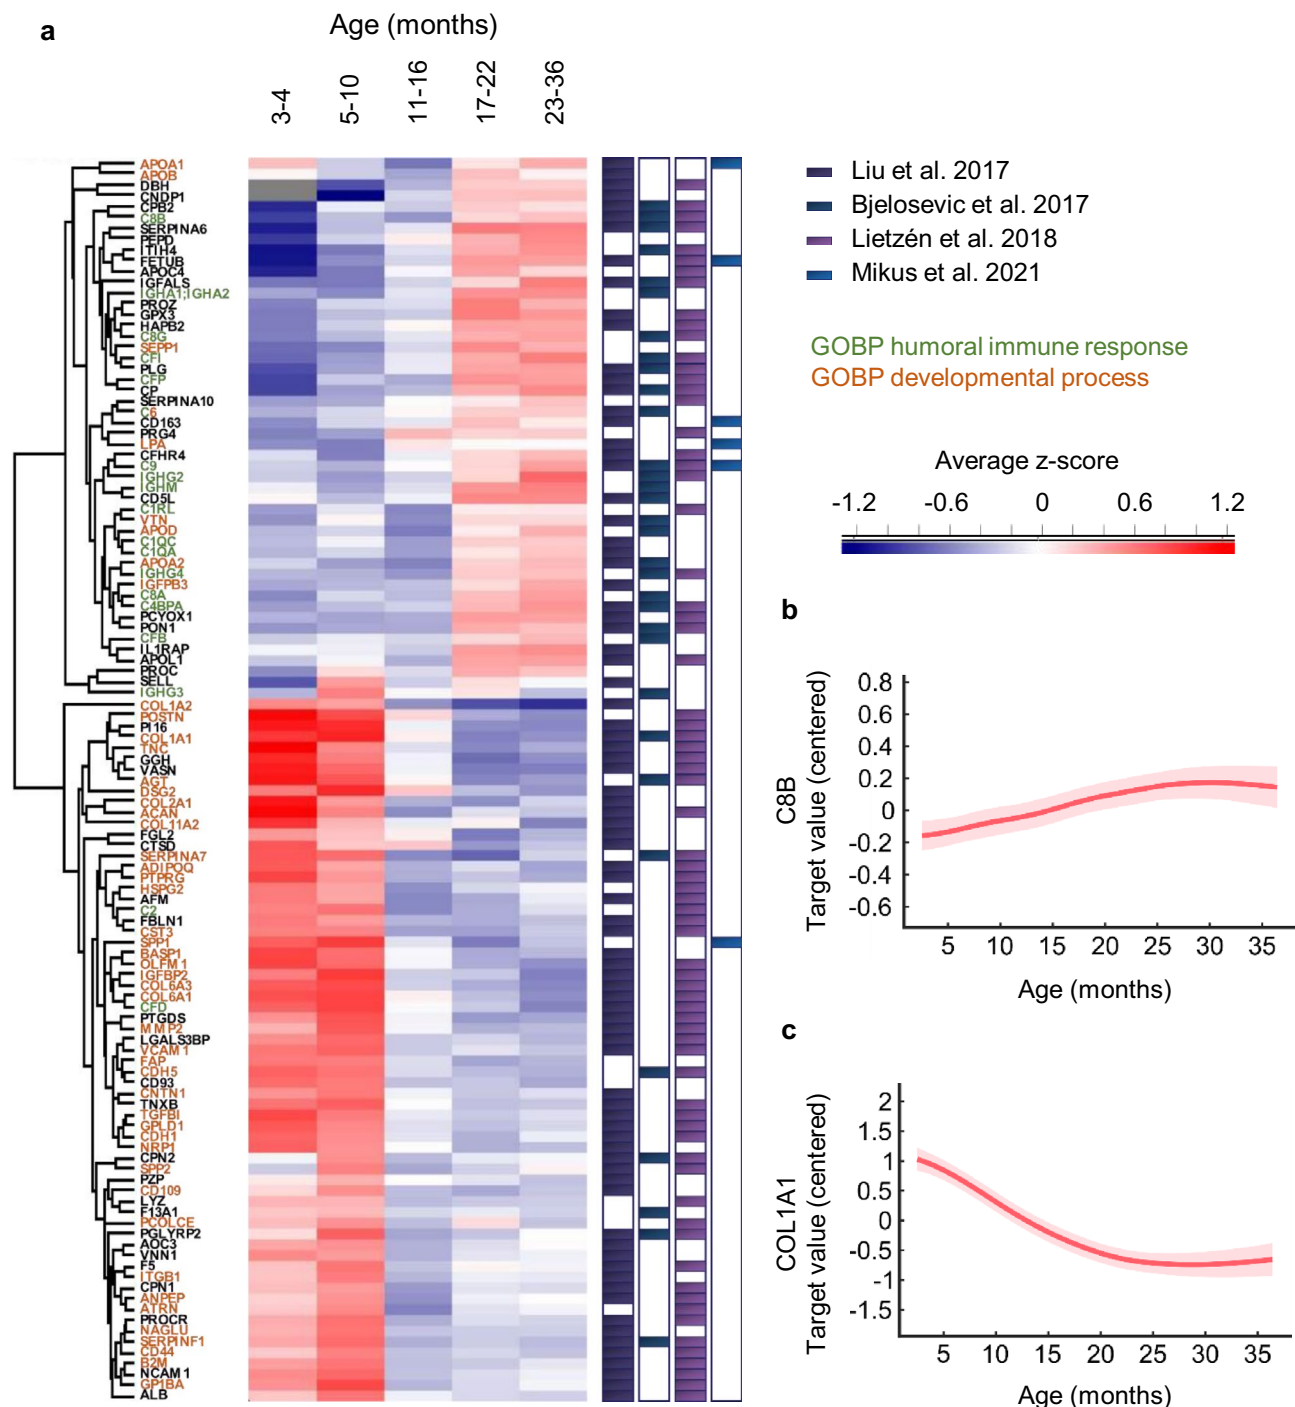 a
Age (months)
3-4
5-10
11-16
17-22
23-36
APOA1
APOB
DBH
CNDP1
CPB2
C8B
SERPINA6
PEPD
ITIH4
FETUB
APOC4
IGFALS
IGHA1;IGHA2
PROZ
GPX3
HAPB2
C8G
SEPP1
CFI
PLG
CFP
CP
SERPINA10
C6
CD163
PRG4
LPA
CFHR4
C9
IGHG2
IGHM
CD5L
C1RL
VTN
APOD
C1QC
C1QA
APOA2
IGHG4
IGFPB3
C8A
C4BPA
PCYOX1
PON1
CFB
IL1RAP
APOL1
PROC
SELL
IGHG3
COL1A2
POSTN
PI16
COL1A1
TNC
GGH
VASN
AGT
DSG2
COL2A1
ACAN
COL11A2
FGL2
CTSD
SERPINA7
ADIPOQ
PTPRG
HSPG2
AFM
C2
FBLN1
CST3
SPP1
BASP1
OLFM1
IGFBP2
COL6A3
COL6A1
CFD
PTGDS
MMP2
LGALS3BP
VCAM1
FAP
CDH5
CD93
CNTN1
TNXB
TGFBI
GPLD1
CDH1
NRP1
CPN2
SPP2
PZP
CD109
LYZ
F13A1
PCOLCE
PGLYRP2
AOC3
VNN1
F5
ITGB1
CPN1
ANPEP
ATRN
PROCR
NAGLU
SERPINF1
CD44
B2M
NCAM1
GP1BA
ALB
Liu et al. 2017
Bjelosevic et al. 2017
Lietzén et al. 2018
Mikus et al. 2021
GOBP humoral immune response
GOBP developmental process
Average z-score
-1.2 -0.6 0 0.6 1.2
b
C8B
Target value (centered)
0.8
0.6
0.4
0.2
0
-0.2
-0.4
-0.6
5 10 15 20 25 30 35
Age (months)
c
COL1A1
Target value (centered)
2
1.5
1
0.5
0
-0.5
-1
-1.5
5 10 15 20 25 30 35
Age (months)